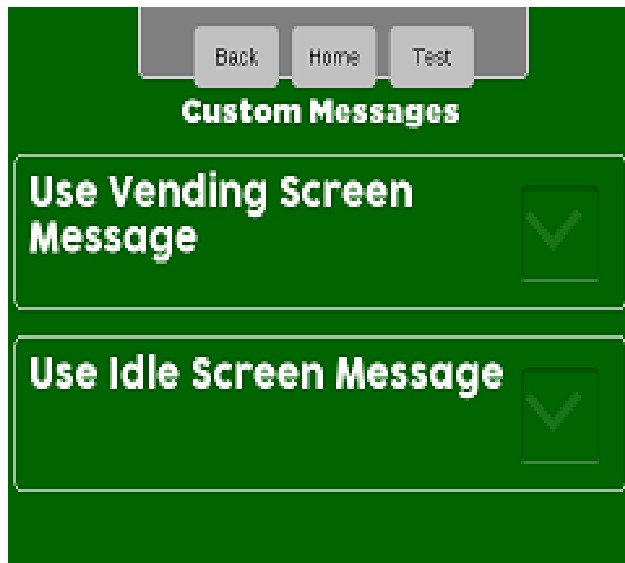 Back Home Test
Custom Messages
Use Vending Screen
Message
Use Idle Screen Message